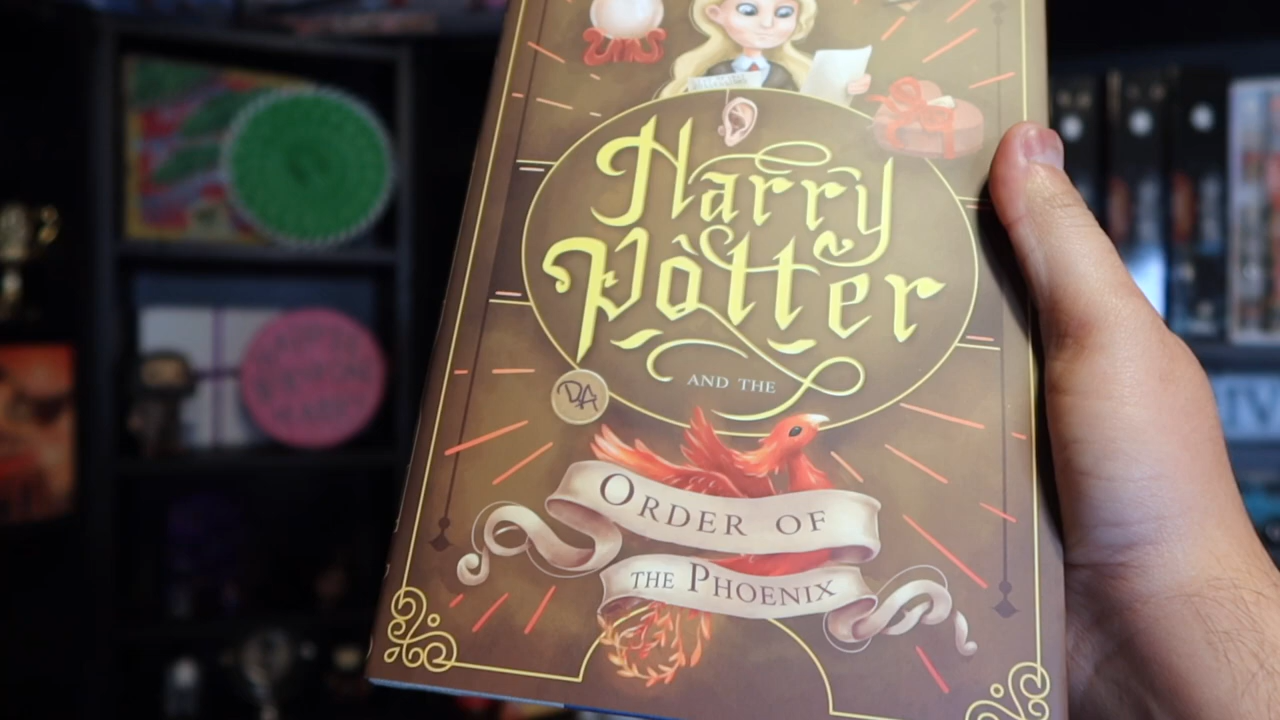 Harry
Potter
AND THE
DA
ORDER OF
THE PHOENIX